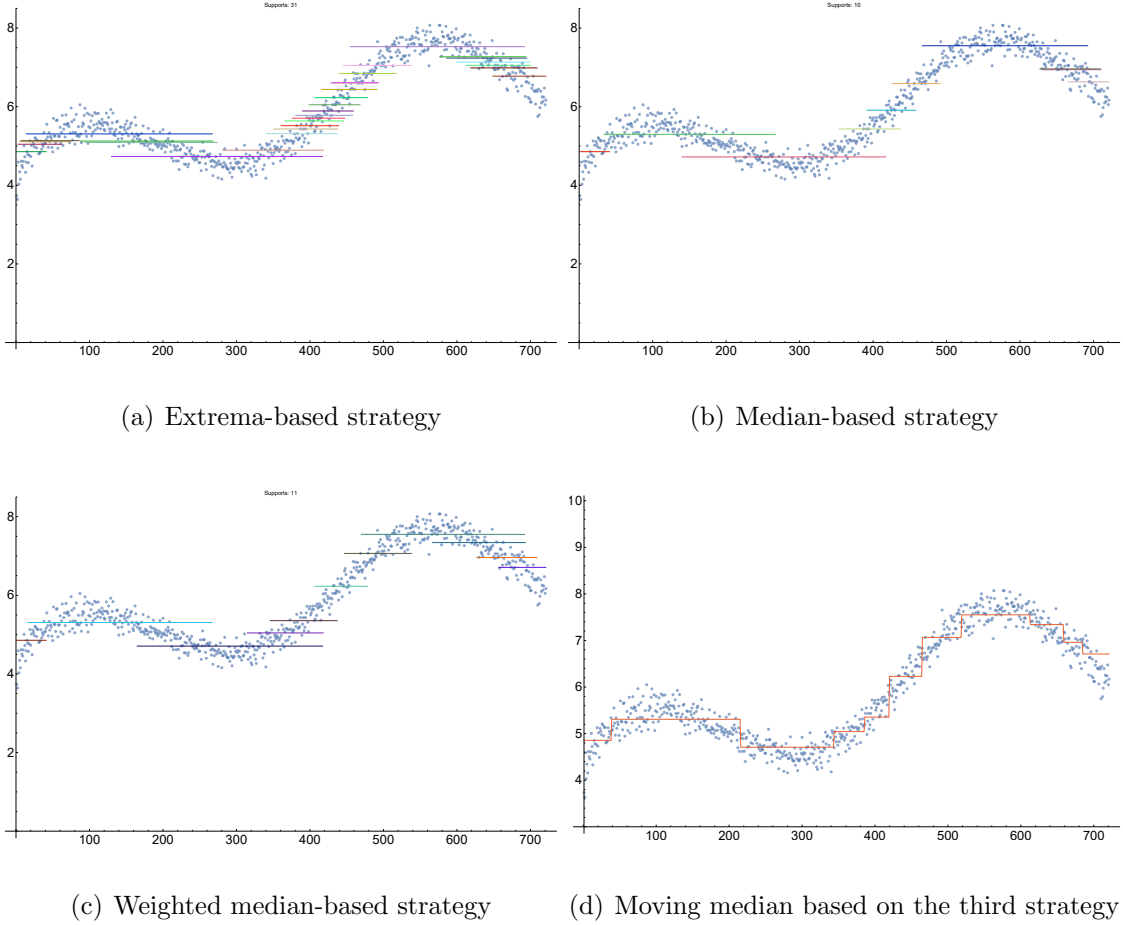 Supports: 31
8
6
4
2
100 200 300 400 500 600 700
(a) Extrema-based strategy
Supports: 10
8
6
4
2
100 200 300 400 500 600 700
(b) Median-based strategy
Supports: 11
8
6
4
2
100 200 300 400 500 600 700
(c) Weighted median-based strategy
10
9
8
7
6
5
4
100 200 300 400 500 600 700
(d) Moving median based on the third strategy